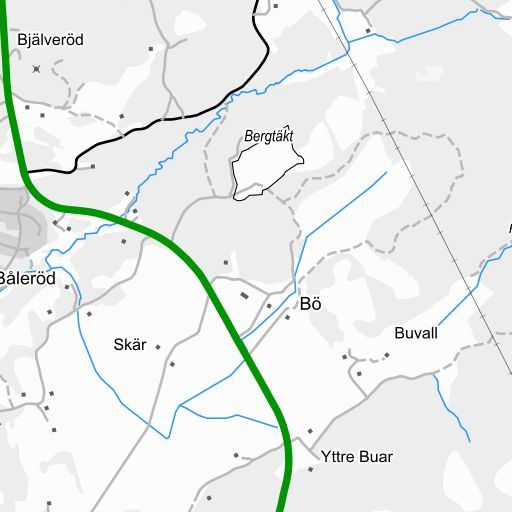 Bjälveröd
Bergtäkt
Båleröd
Bö
Skär
Buvall
Yttre Buar